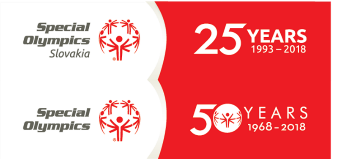 Special
Olympics
Slovakia
25 YEARS
1993–2018
Special
Olympics
50 YEARS
1968–2018